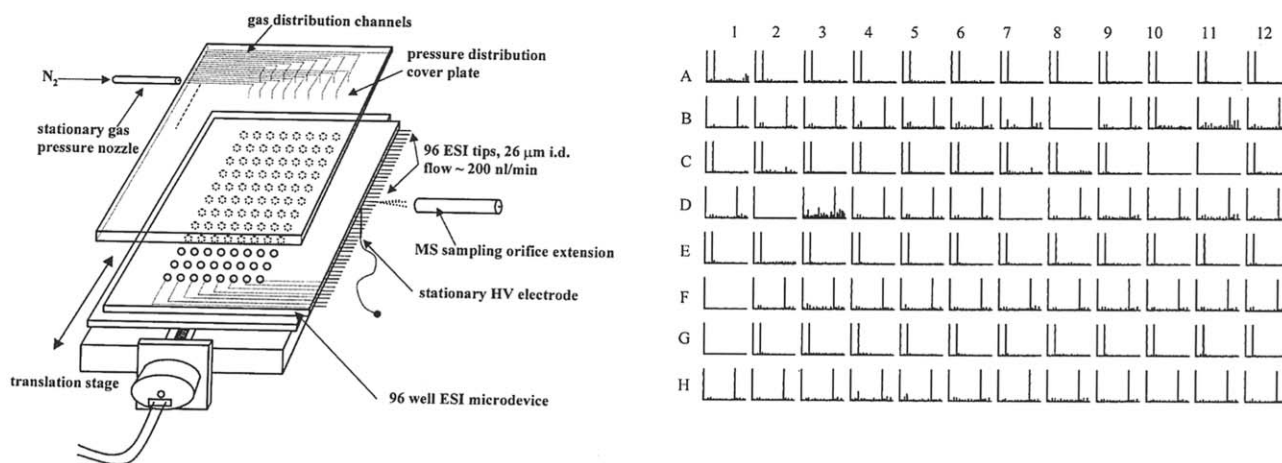 gas distribution channels
pressure distribution
cover plate
N₂
stationary gas
pressure nozzle
96 ESI tips, 26 μm i.d.
flow ~ 200 nl/min
MS sampling orifice extension
stationary HV electrode
translation stage
96 well ESI microdevice
1 2 3 4 5 6 7 8 9 10 11 12
A
B
C
D
E
F
G
H